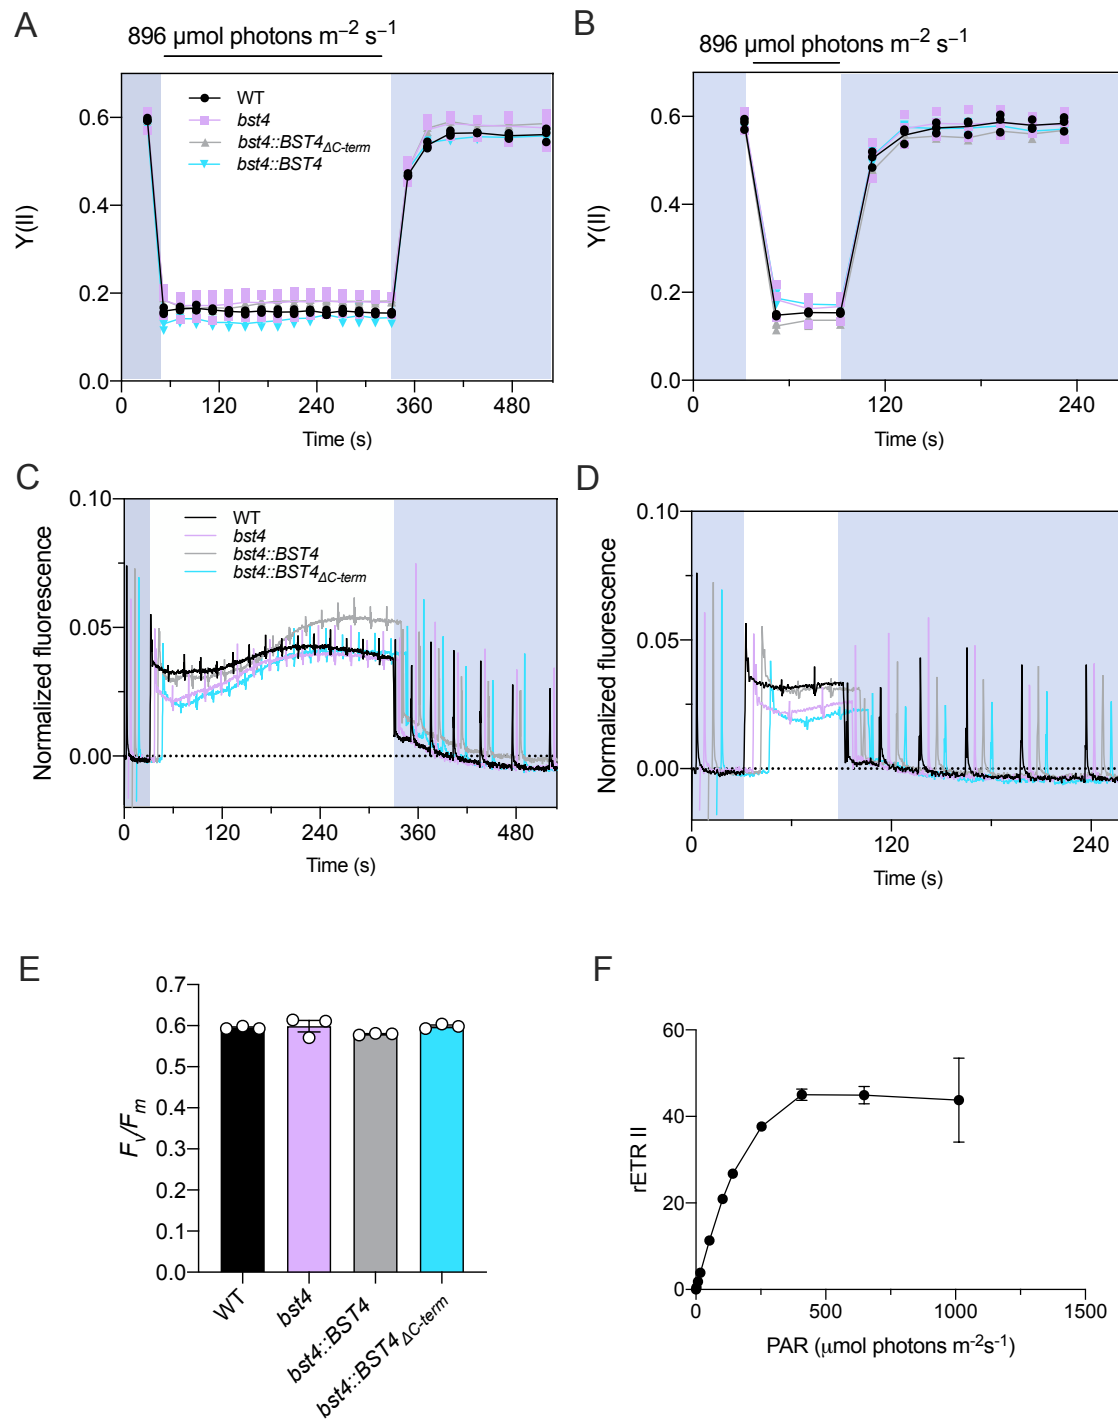 A
896 μmol photons m⁻² s⁻¹
WT
bst4
bst4::BST4ΔC-term
bst4::BST4
Y(II)
0.6
0.4
0.2
0.0
0
120
240
360
480
Time (s)
B
896 μmol photons m⁻² s⁻¹
Y(II)
0.6
0.4
0.2
0.0
0
120
240
Time (s)
C
WT
bst4
bst4::BST4
bst4::BST4ΔC-term
Normalized fluorescence
0.10
0.05
0.00
0
120
240
360
480
Time (s)
D
Normalized fluorescence
0.10
0.05
0.00
0
120
240
Time (s)
E
Fv/Fm
0.7
0.6
0.5
0.4
0.3
0.2
0.1
0.0
WT
bst4
bst4::BST4
bst4::BST4ΔC-term
F
rETR II
60
40
20
0
0
500
1000
1500
PAR (μmol photons m-2s-1)